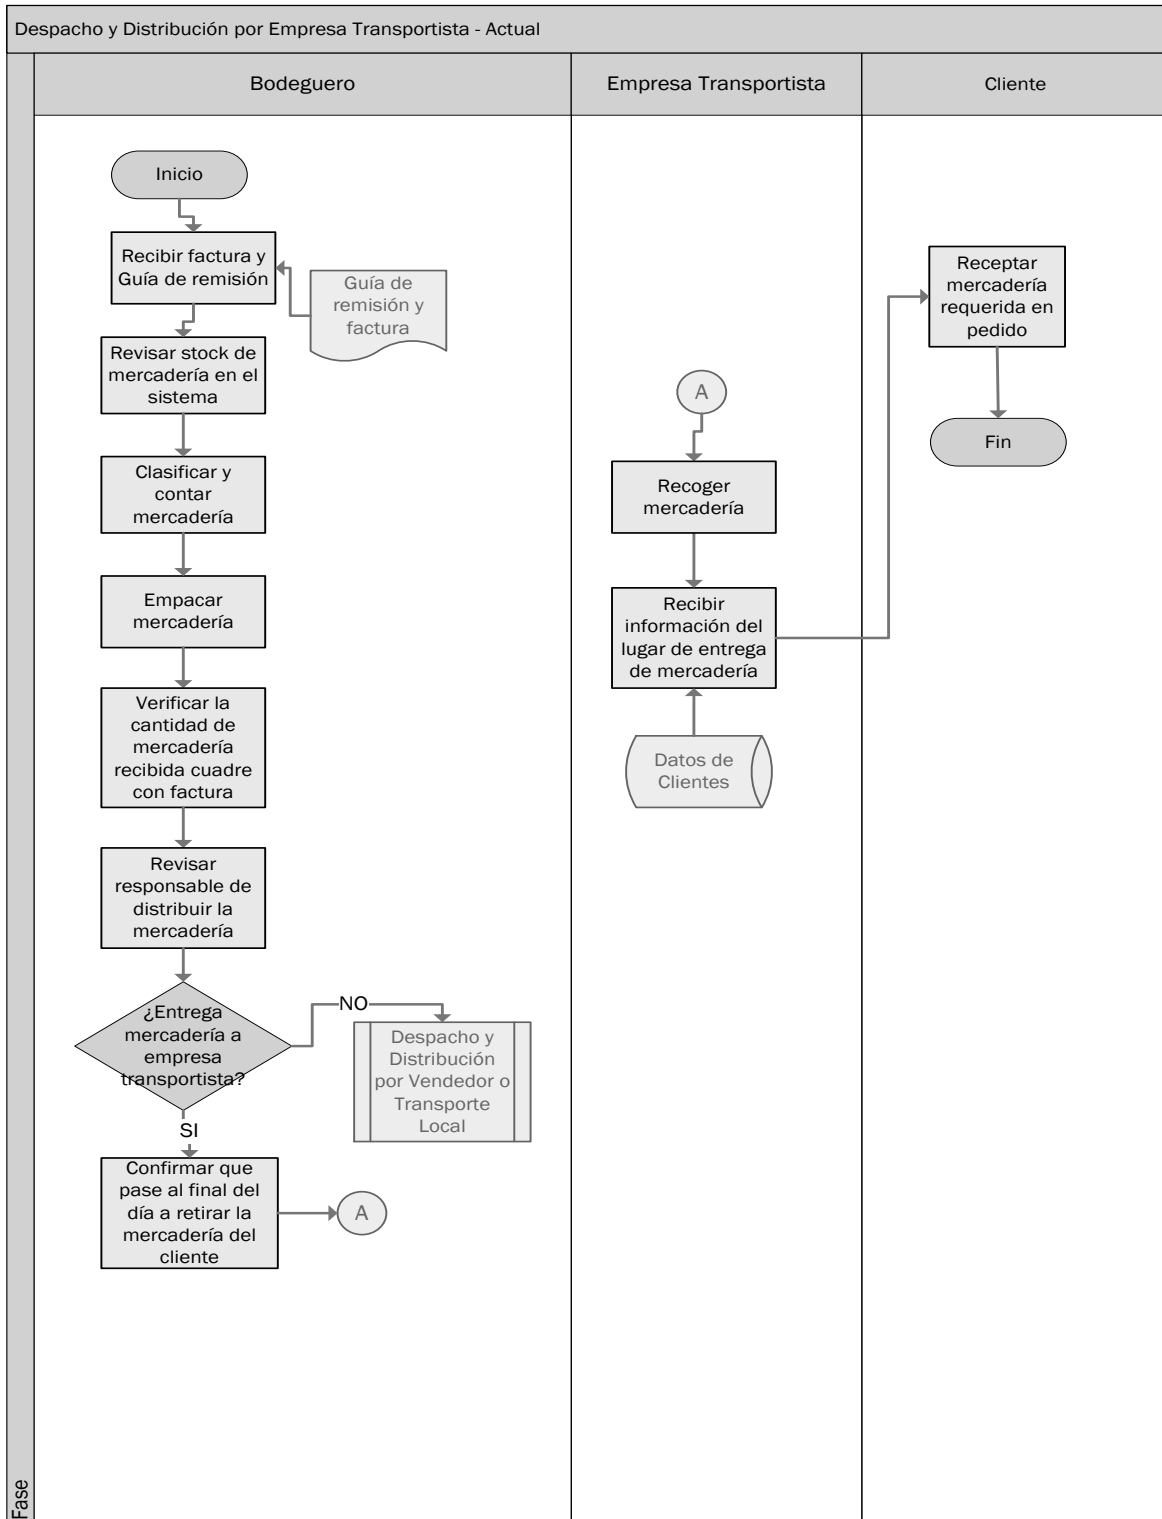 Despacho y Distribución por Empresa Transportista - Actual
Bodeguero
Empresa Transportista
Cliente
Inicio
Recibir factura y
Guía de remisión
Guía de
remisión y
factura
Revisar stock de
mercadería en el
sistema
Clasificar y
contar
mercadería
Empacar
mercadería
Verificar la
cantidad de
mercadería
recibida cuadre
con factura
Revisar
responsable de
distribuir la
mercadería
¿Entrega
mercadería a
empresa
transportista?
NO
Despacho y
Distribución
por Vendedor o
Transporte
Local
SI
Confirmar que
pase al final del
día a retirar la
mercadería del
cliente
A
A
Recoger
mercadería
Recibir
información del
lugar de entrega
de mercadería
Datos de
Clientes
Receptar
mercadería
requerida en
pedido
Fin
Fase